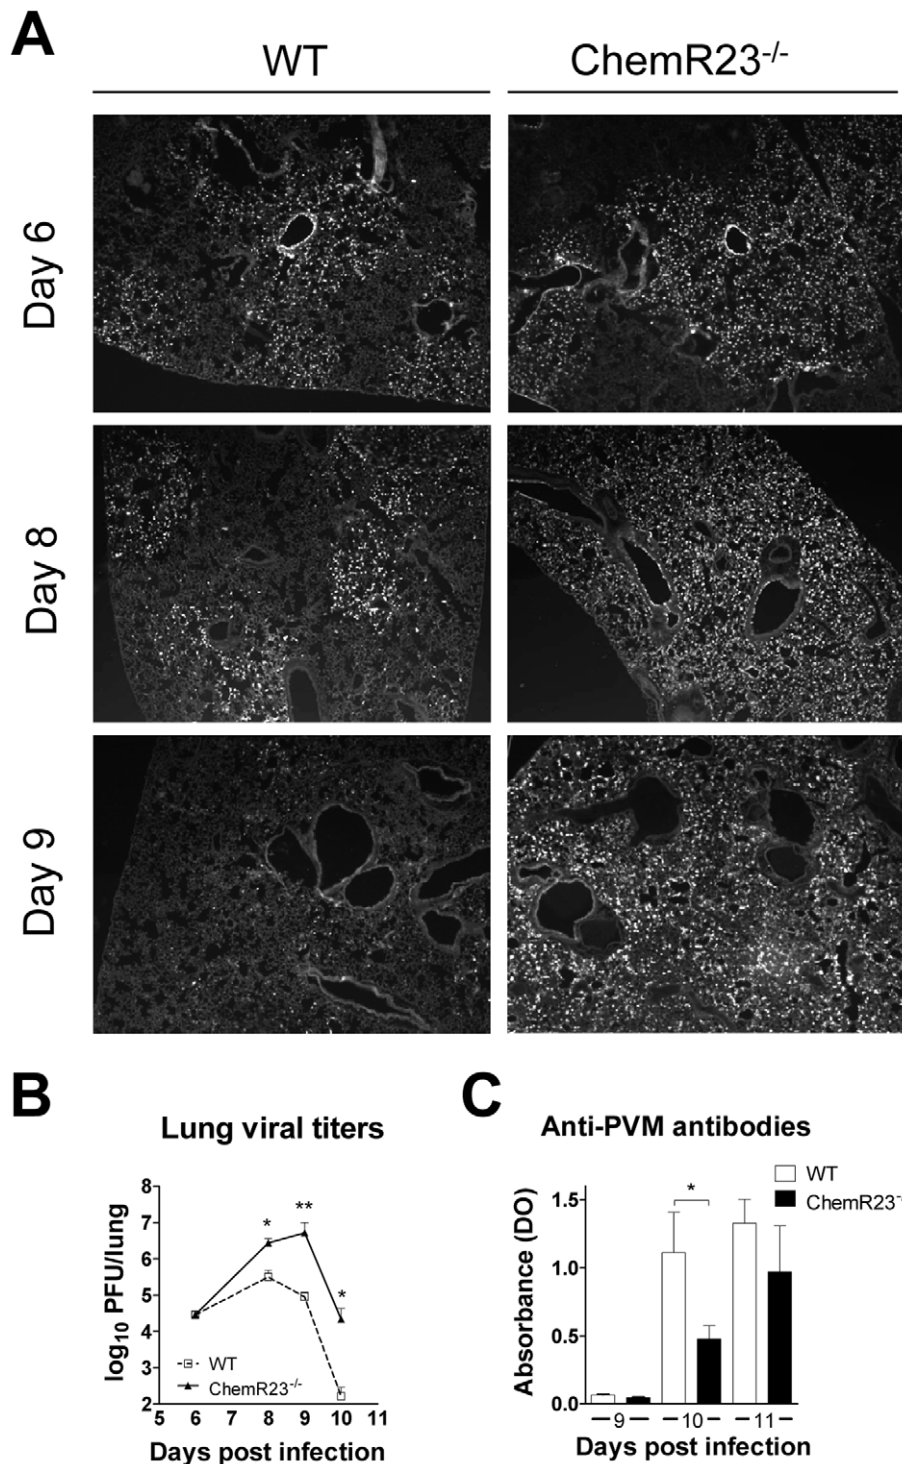 A
WT
ChemR23-/-
Day 6
Day 8
Day 9
B
Lung viral titers
log10 PFU/lung
8
7
6
5
4
3
2
* ** *
WT
ChemR23-/-
5 6 7 8 9 10 11
Days post infection
C
Anti-PVM antibodies
WT
ChemR23-
*
Absorbance (DO)
1.5
1.0
0.5
0.0
9 10 11
Days post infection